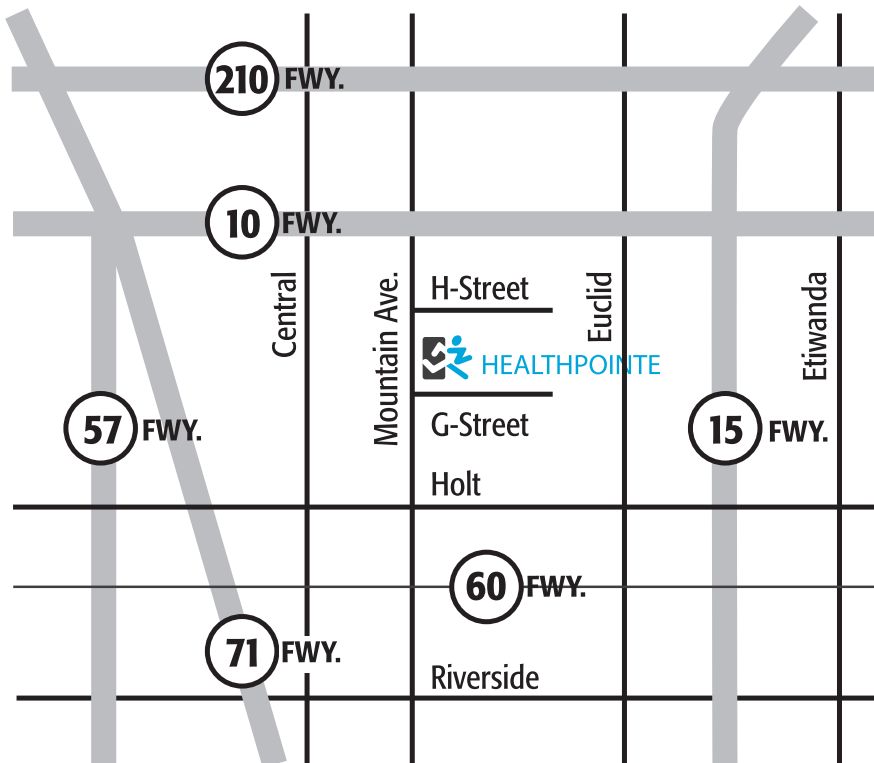 210 FWY.
10 FWY.
Central
Mountain Ave.
H-Street
Euclid
Etiwanda
HEALTHPOINTE
57 FWY.
G-Street
15 FWY.
Holt
60 FWY.
71 FWY.
Riverside